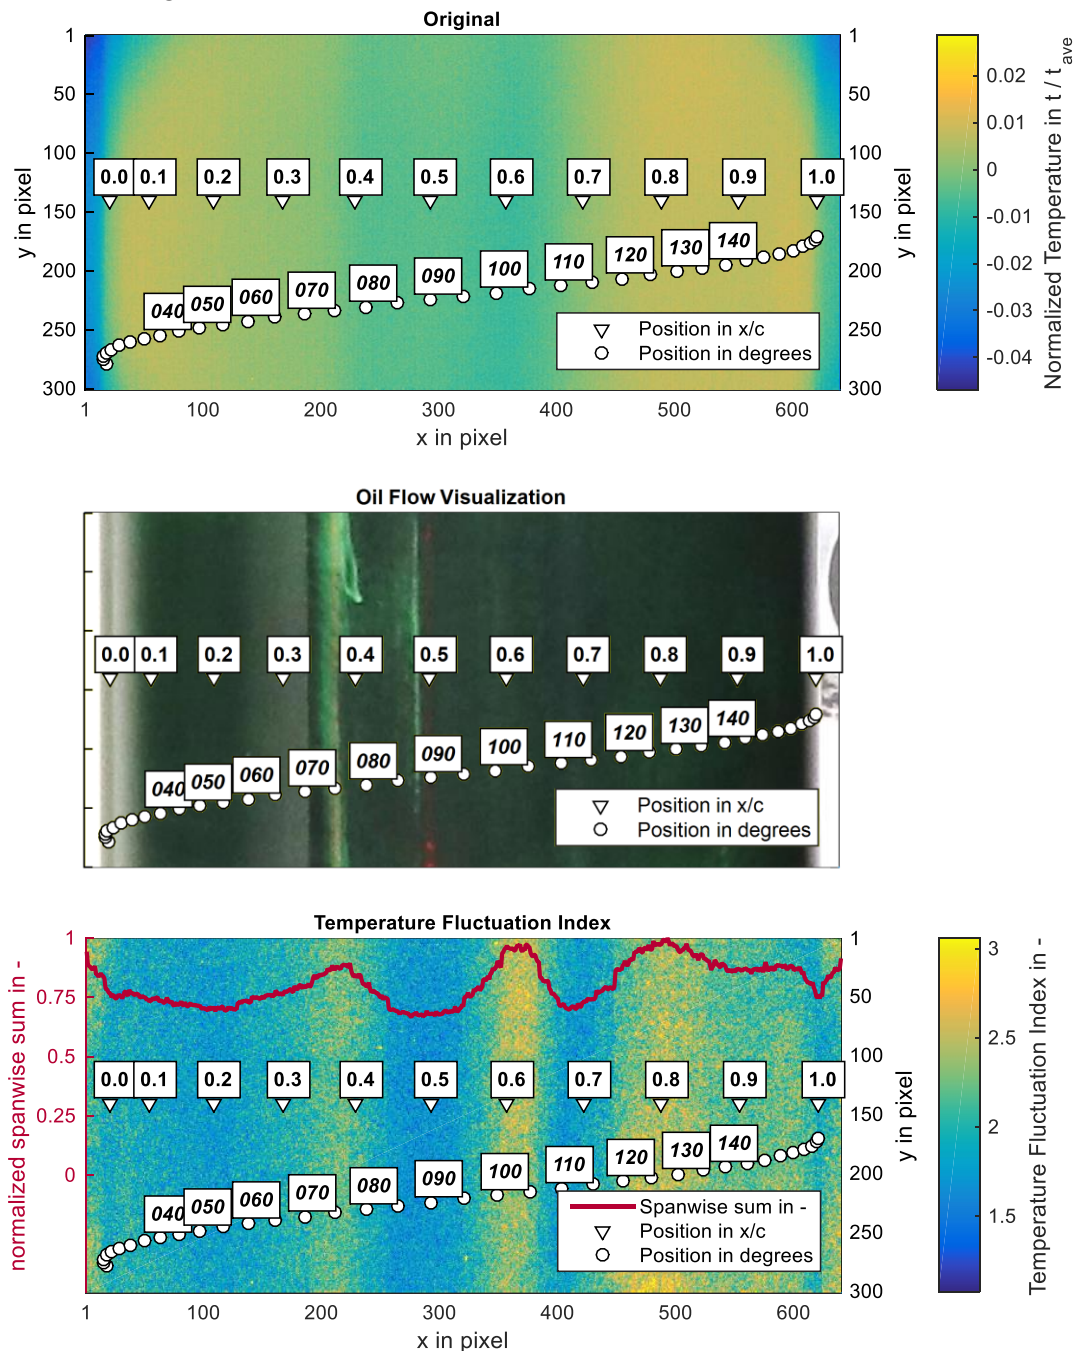 Original
1
50
100
150
200
250
300
y in pixel
1
50
100
150
200
250
300
y in pixel
0.0 0.1 0.2 0.3 0.4 0.5 0.6 0.7 0.8 0.9 1.0
040 050 060 070 080 090 100 110 120 130 140
Position in x/c
Position in degrees
1 100 200 300 400 500 600
x in pixel
0.02
0.01
0
-0.01
-0.02
-0.03
-0.04
Normalized Temperature in t / t_ave
Oil Flow Visualization
0.0 0.1 0.2 0.3 0.4 0.5 0.6 0.7 0.8 0.9 1.0
040 050 060 070 080 090 100 110 120 130 140
Position in x/c
Position in degrees
Temperature Fluctuation Index
1
0.75
0.5
0.25
0
normalized spanwise sum in -
1
50
100
150
200
250
300
y in pixel
0.0 0.1 0.2 0.3 0.4 0.5 0.6 0.7 0.8 0.9 1.0
040 050 060 070 080 090 100 110 120 130 140
Spanwise sum in -
Position in x/c
Position in degrees
1 100 200 300 400 500 600
x in pixel
3
2.5
2
1.5
Temperature Fluctuation Index in -